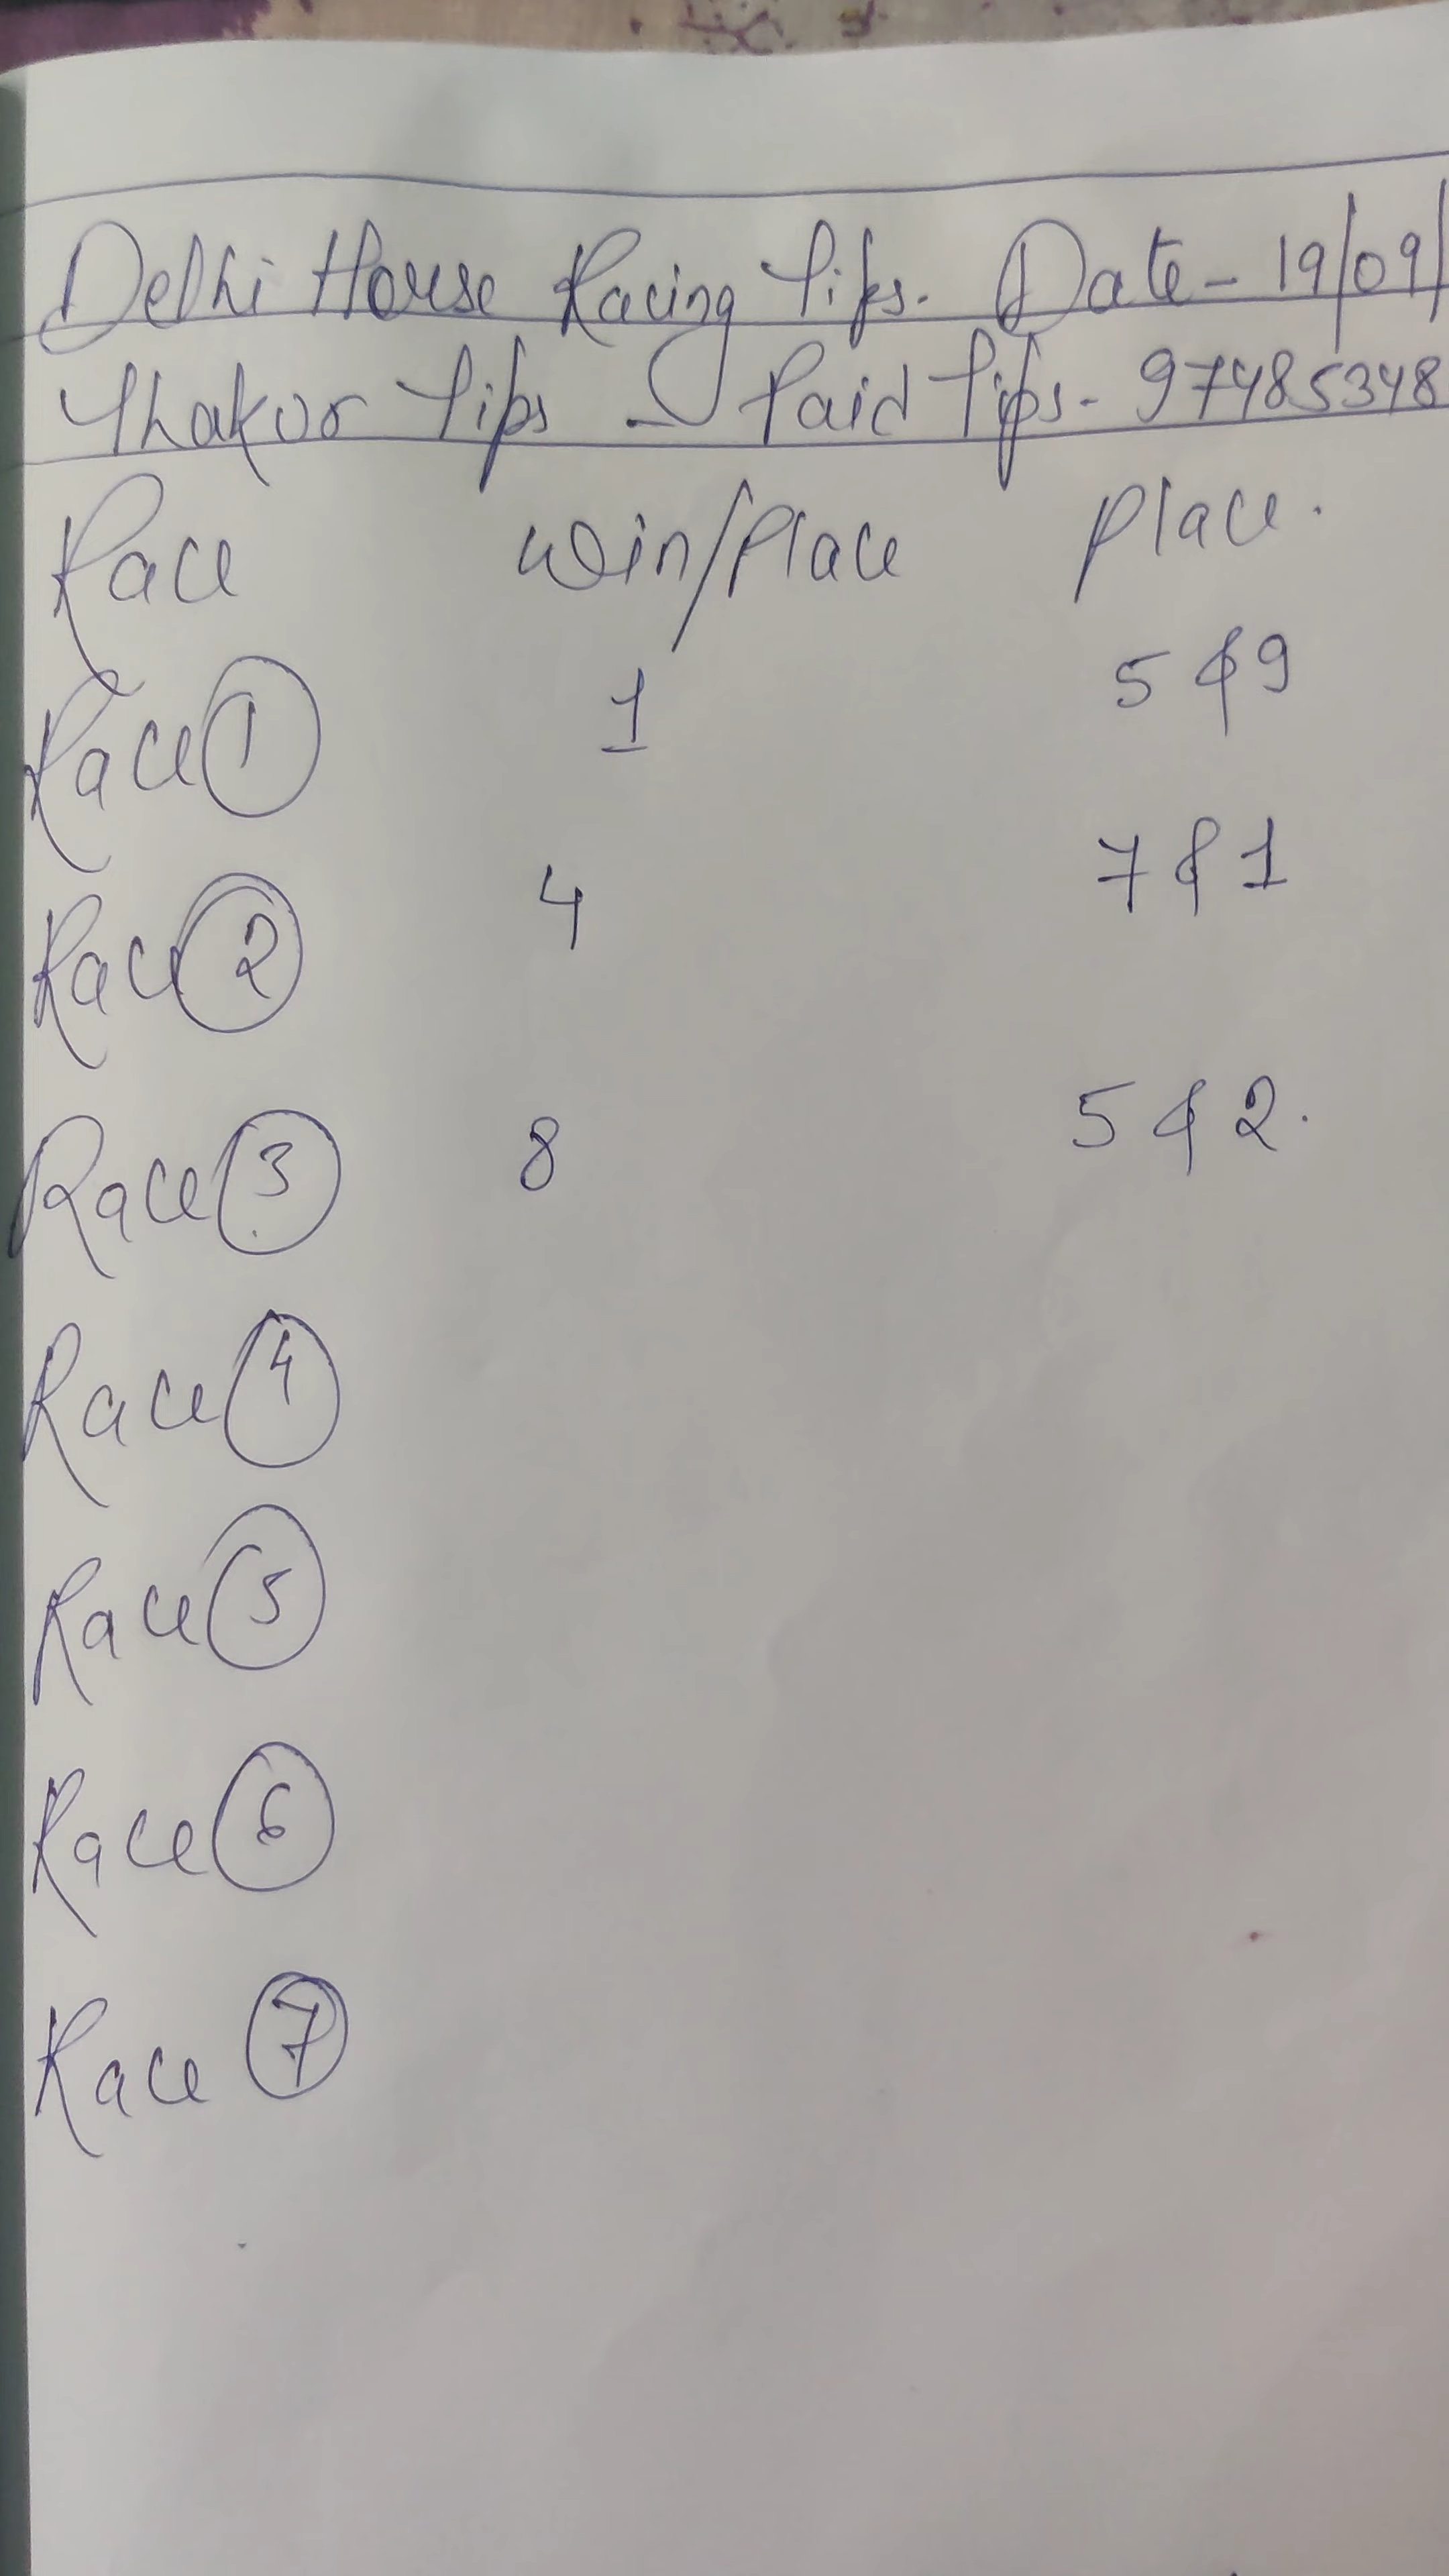 Delhi Horse Racing Tips. Date - 19/09/
Thakur Tips - Paid Tips - 97485348
Race Win/Place Place.
Race 1 1 5 & 9
Race 2 4 7 & 1
Race 3 8 5 & 2.
Race 4
Race 5
Race 6
Race 7